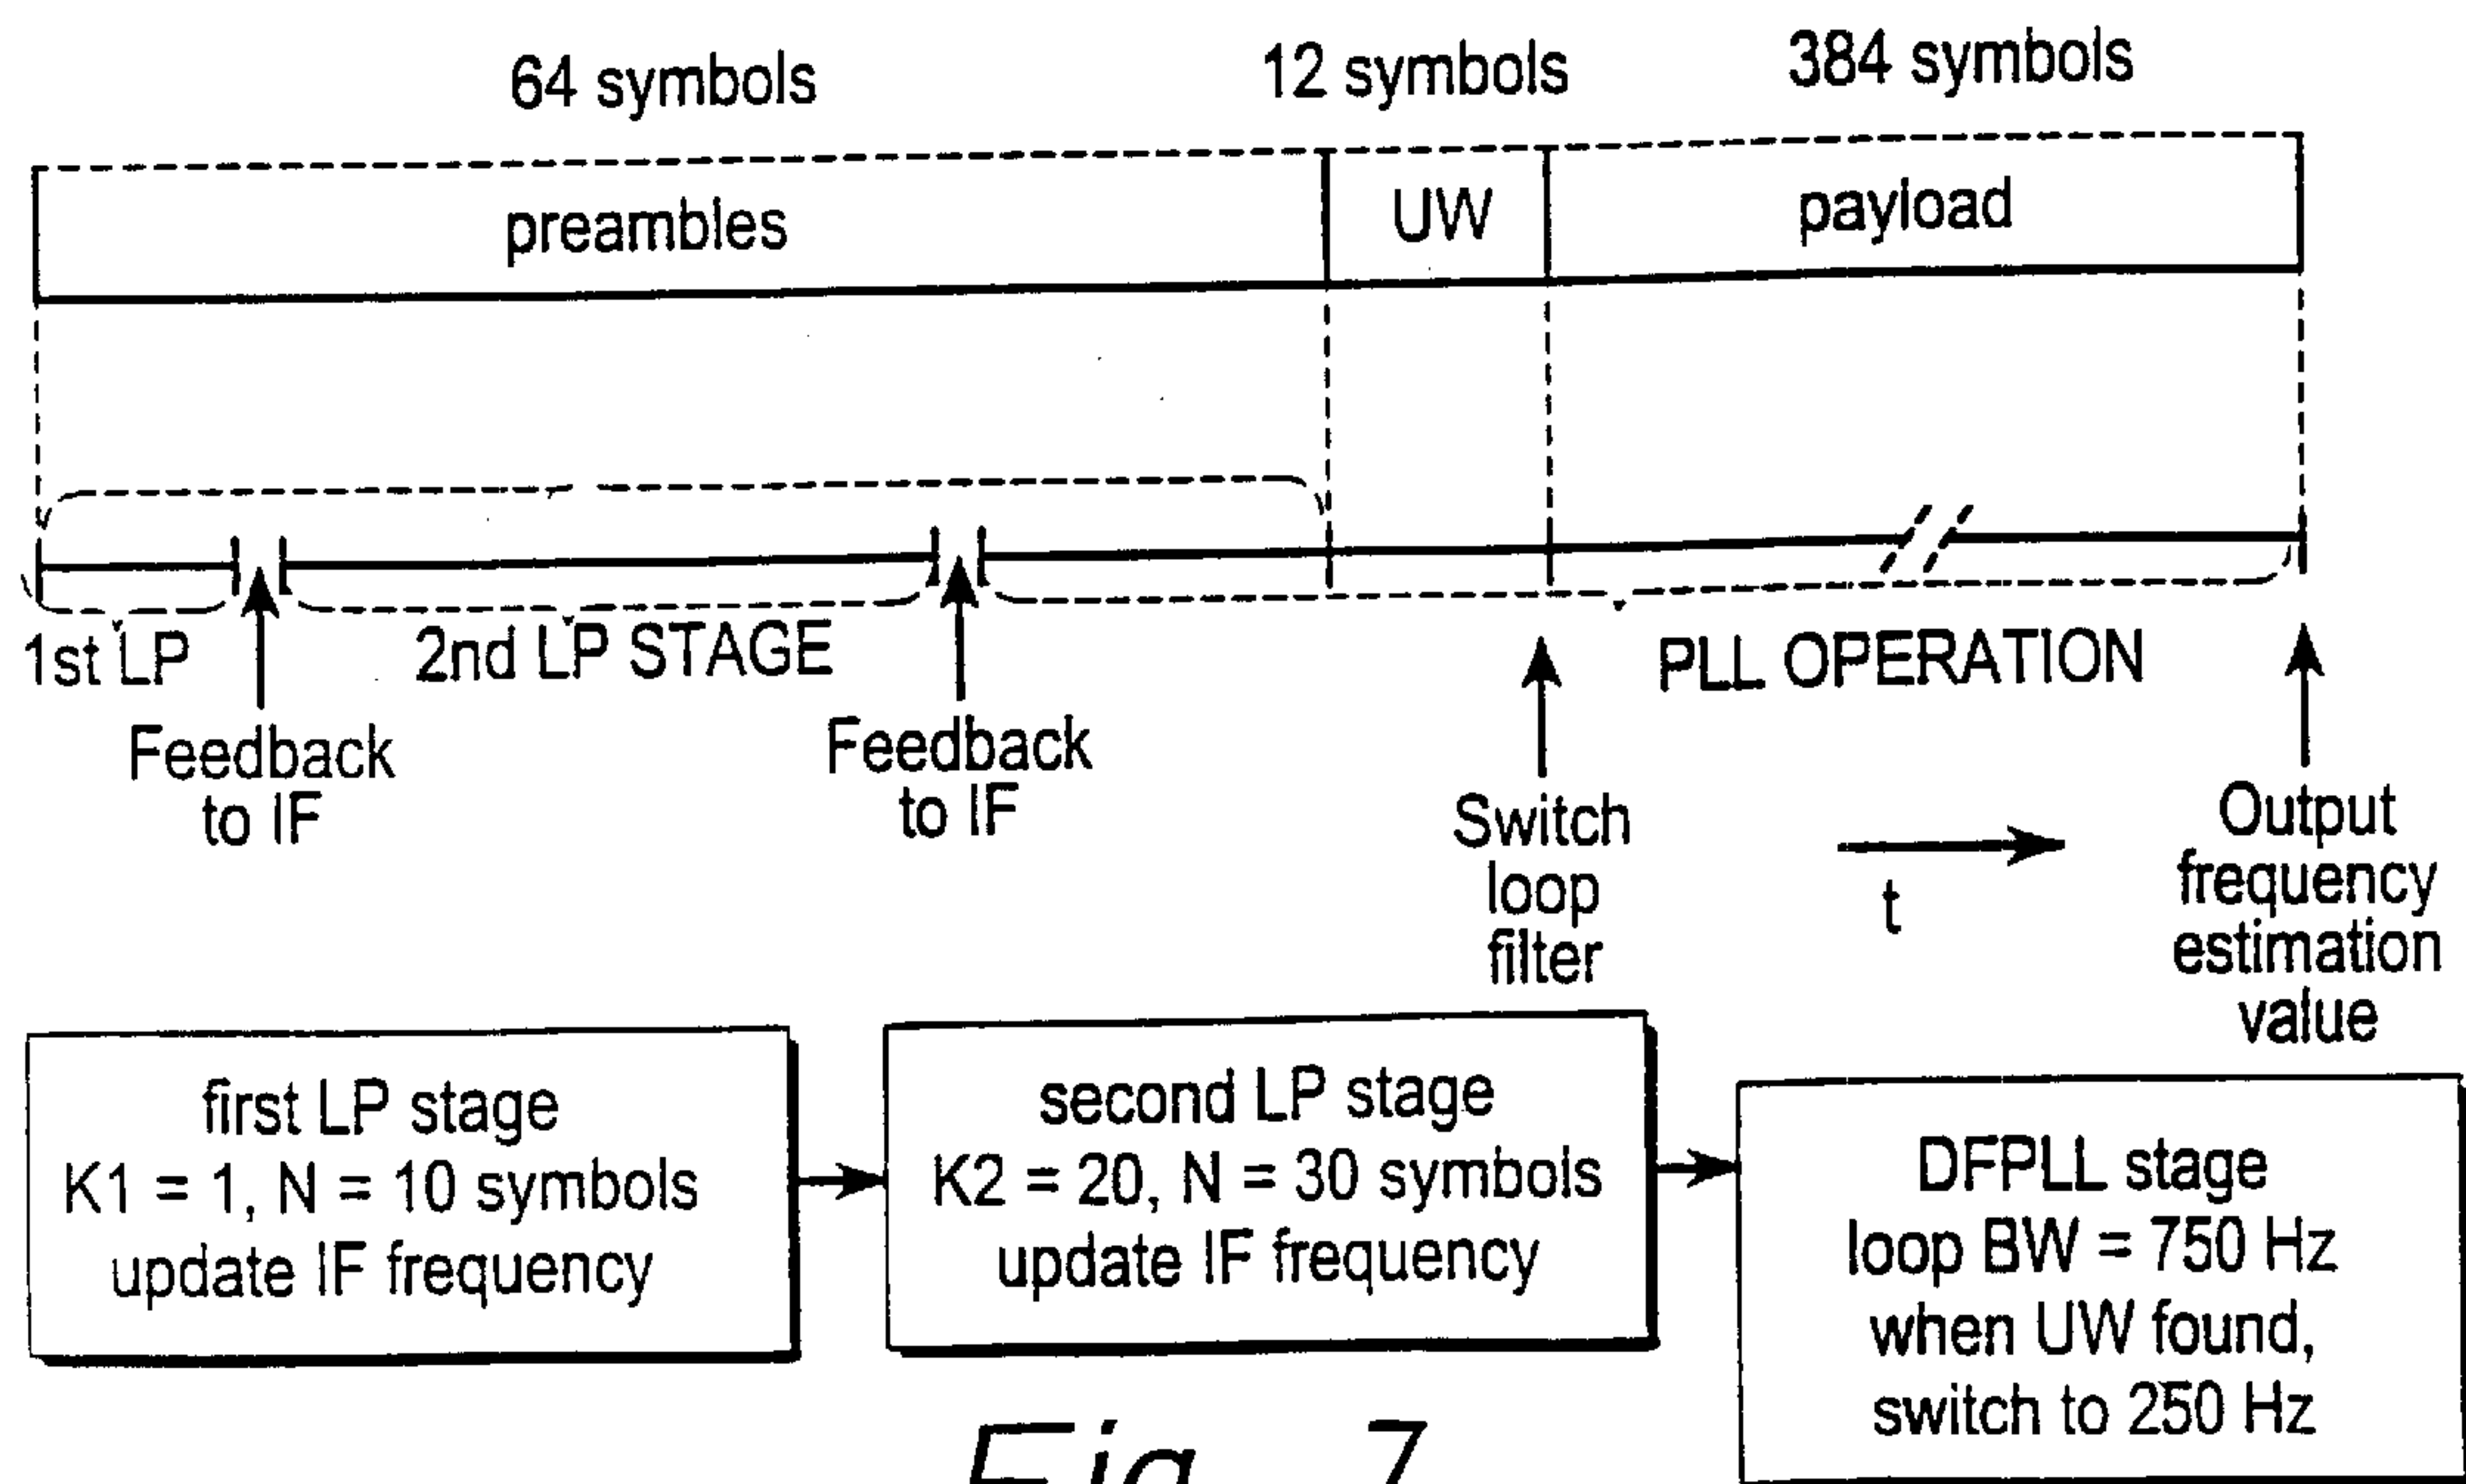 64 symbols
12 symbols
384 symbols
preambles
UW
payload
1st LP
2nd LP STAGE
PLL OPERATION
Feedback
to IF
Feedback
to IF
Switch
loop
filter
t
Output
frequency
estimation
value
first LP stage
K1 = 1, N = 10 symbols
update IF frequency
second LP stage
K2 = 20, N = 30 symbols
update IF frequency
DFPLL stage
loop BW = 750 Hz
when UW found,
switch to 250 Hz
Fig. 7